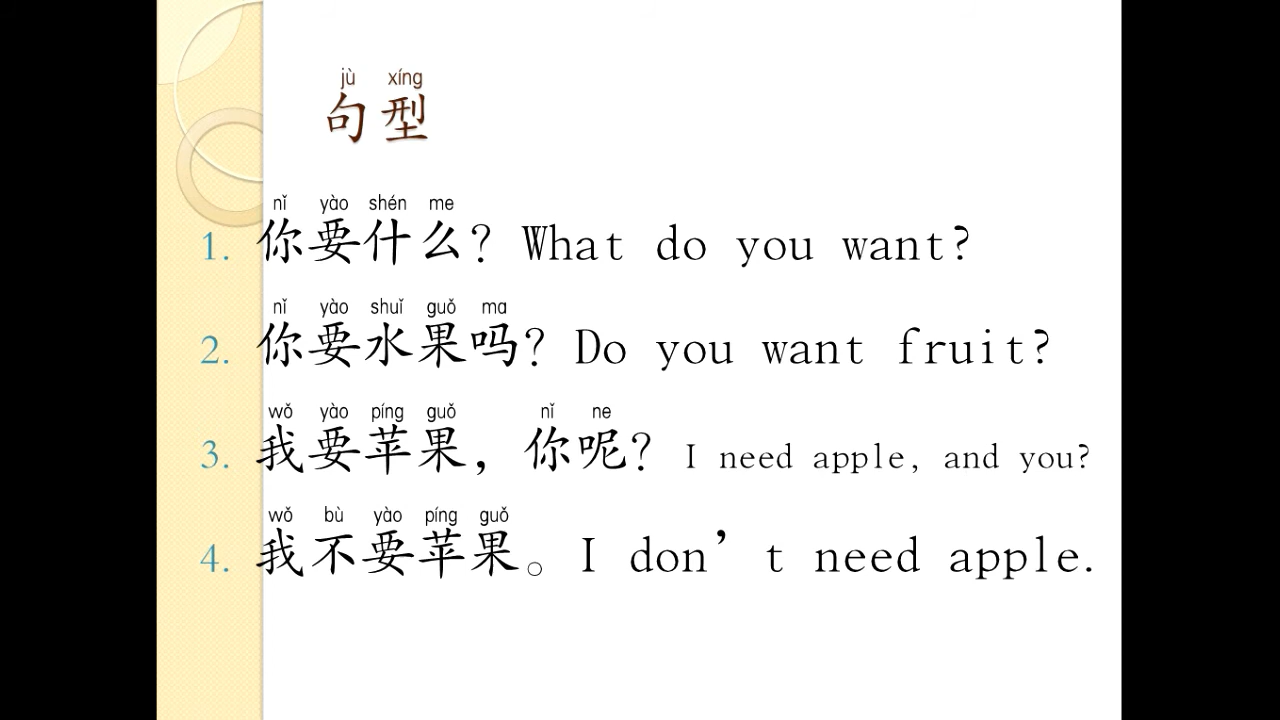 jù xíng
句型
nǐ yào shén me
1. 你要什么？What do you want?
nǐ yào shuǐ guǒ ma
2. 你要水果吗？Do you want fruit?
wǒ yào píng guǒ nǐ ne
3. 我要苹果，你呢？I need apple, and you?
wǒ bù yào píng guǒ
4. 我不要苹果。I don’t need apple.